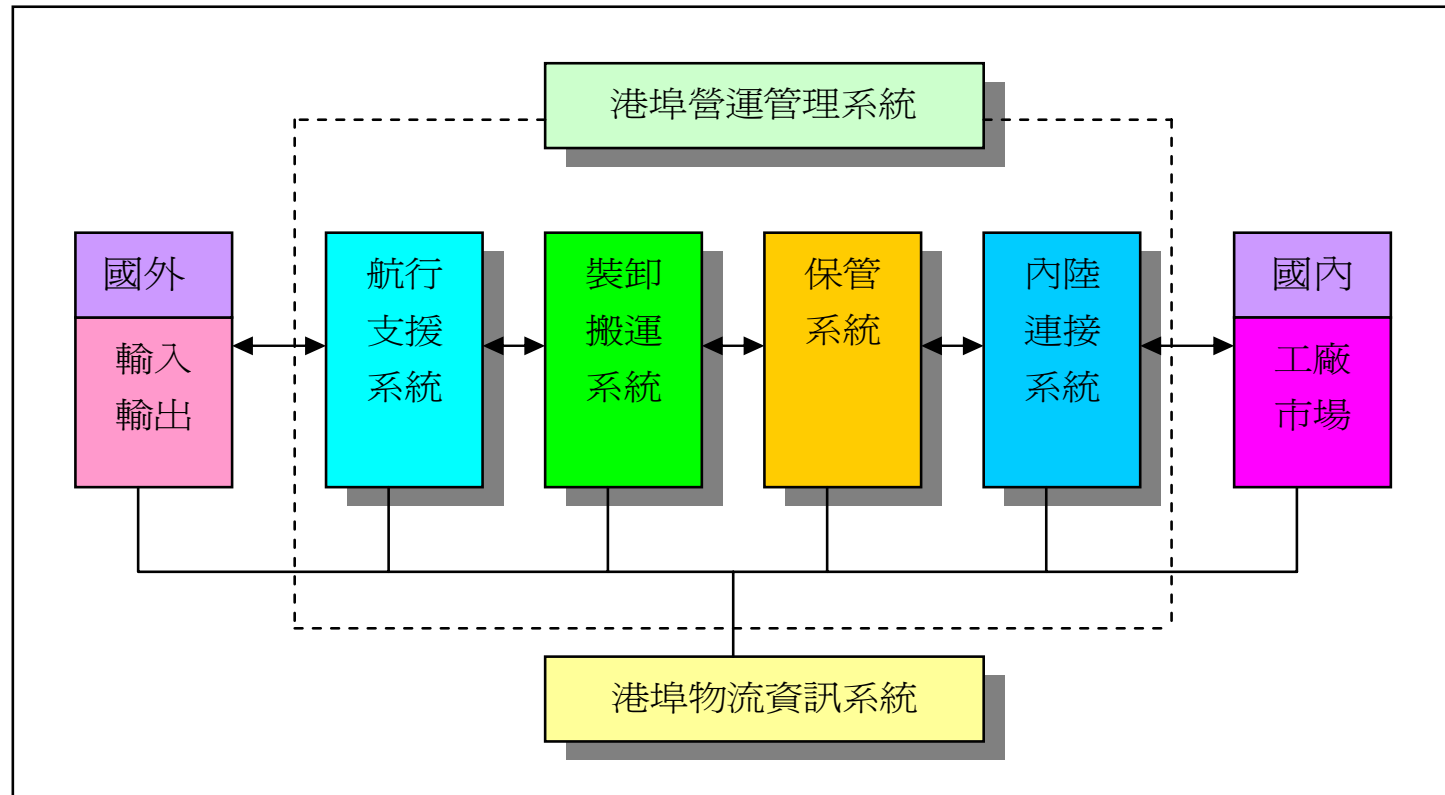 港埠營運管理系統
國外
輸入
輸出
航行
支援
系統
裝卸
搬運
系統
保管
系統
內陸
連接
系統
國內
工廠
市場
港埠物流資訊系統